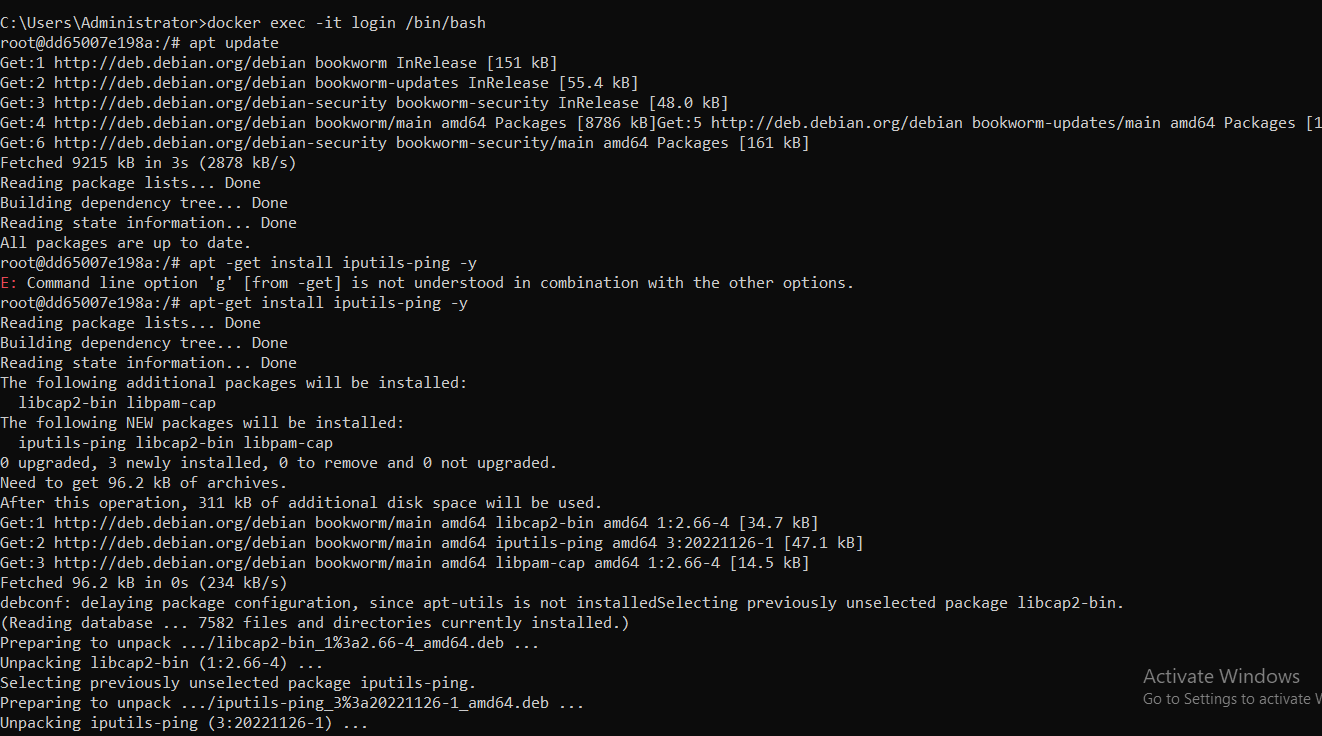 C:\Users\Administrator>docker exec -it login /bin/bash
root@dd65007e198a:/# apt update
Get:1 http://deb.debian.org/debian bookworm InRelease [151 kB]
Get:2 http://deb.debian.org/debian bookworm-updates InRelease [55.4 kB]
Get:3 http://deb.debian.org/debian-security bookworm-security InRelease [48.0 kB]
Get:4 http://deb.debian.org/debian bookworm/main amd64 Packages [8786 kB]Get:5 http://deb.debian.org/debian bookworm-updates/main amd64 Packages [1
Get:6 http://deb.debian.org/debian-security bookworm-security/main amd64 Packages [161 kB]
Fetched 9215 kB in 3s (2878 kB/s)
Reading package lists... Done
Building dependency tree... Done
Reading state information... Done
All packages are up to date.
root@dd65007e198a:/# apt -get install iputils-ping -y
E: Command line option 'g' [from -get] is not understood in combination with the other options.
root@dd65007e198a:/# apt-get install iputils-ping -y
Reading package lists... Done
Building dependency tree... Done
Reading state information... Done
The following additional packages will be installed:
  libcap2-bin libpam-cap
The following NEW packages will be installed:
  iputils-ping libcap2-bin libpam-cap
0 upgraded, 3 newly installed, 0 to remove and 0 not upgraded.
Need to get 96.2 kB of archives.
After this operation, 311 kB of additional disk space will be used.
Get:1 http://deb.debian.org/debian bookworm/main amd64 libcap2-bin amd64 1:2.66-4 [34.7 kB]
Get:2 http://deb.debian.org/debian bookworm/main amd64 iputils-ping amd64 3:20221126-1 [47.1 kB]
Get:3 http://deb.debian.org/debian bookworm/main amd64 libpam-cap amd64 1:2.66-4 [14.5 kB]
Fetched 96.2 kB in 0s (234 kB/s)
debconf: delaying package configuration, since apt-utils is not installedSelecting previously unselected package libcap2-bin.
(Reading database ... 7582 files and directories currently installed.)
Preparing to unpack .../libcap2-bin_1%3a2.66-4_amd64.deb ...
Unpacking libcap2-bin (1:2.66-4) ...
Selecting previously unselected package iputils-ping.
Preparing to unpack .../iputils-ping_3%3a20221126-1_amd64.deb ...
Unpacking iputils-ping (3:20221126-1) ...
Activate Windows
Go to Settings to activate W